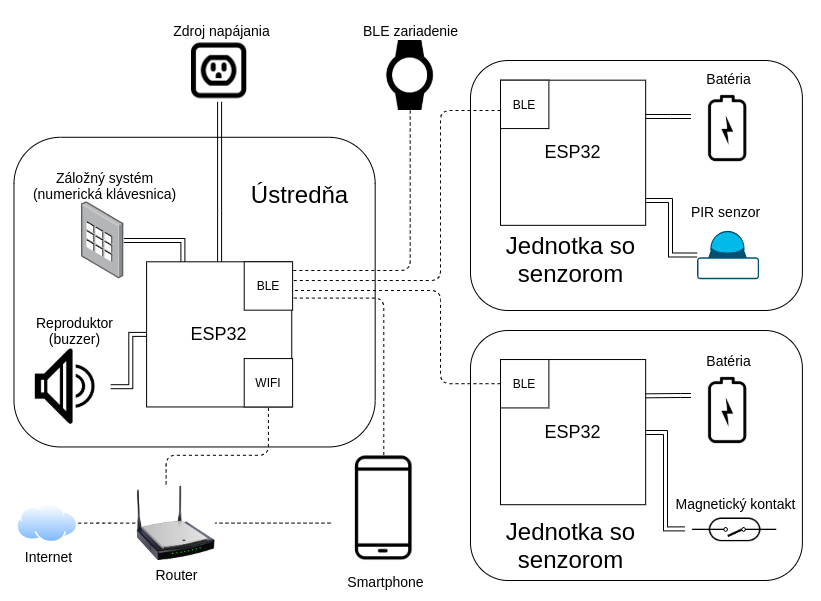 Zdroj napájania
BLE zariadenie
Záložný systém
(numerická klávesnica)
Ústredňa
BLE
ESP32
WIFI
Reproduktor
(buzzer)
Internet
Router
Smartphone
BLE
ESP32
Batéria
PIR senzor
Jednotka so
senzorom
BLE
ESP32
Batéria
Magnetický kontakt
Jednotka so
senzorom